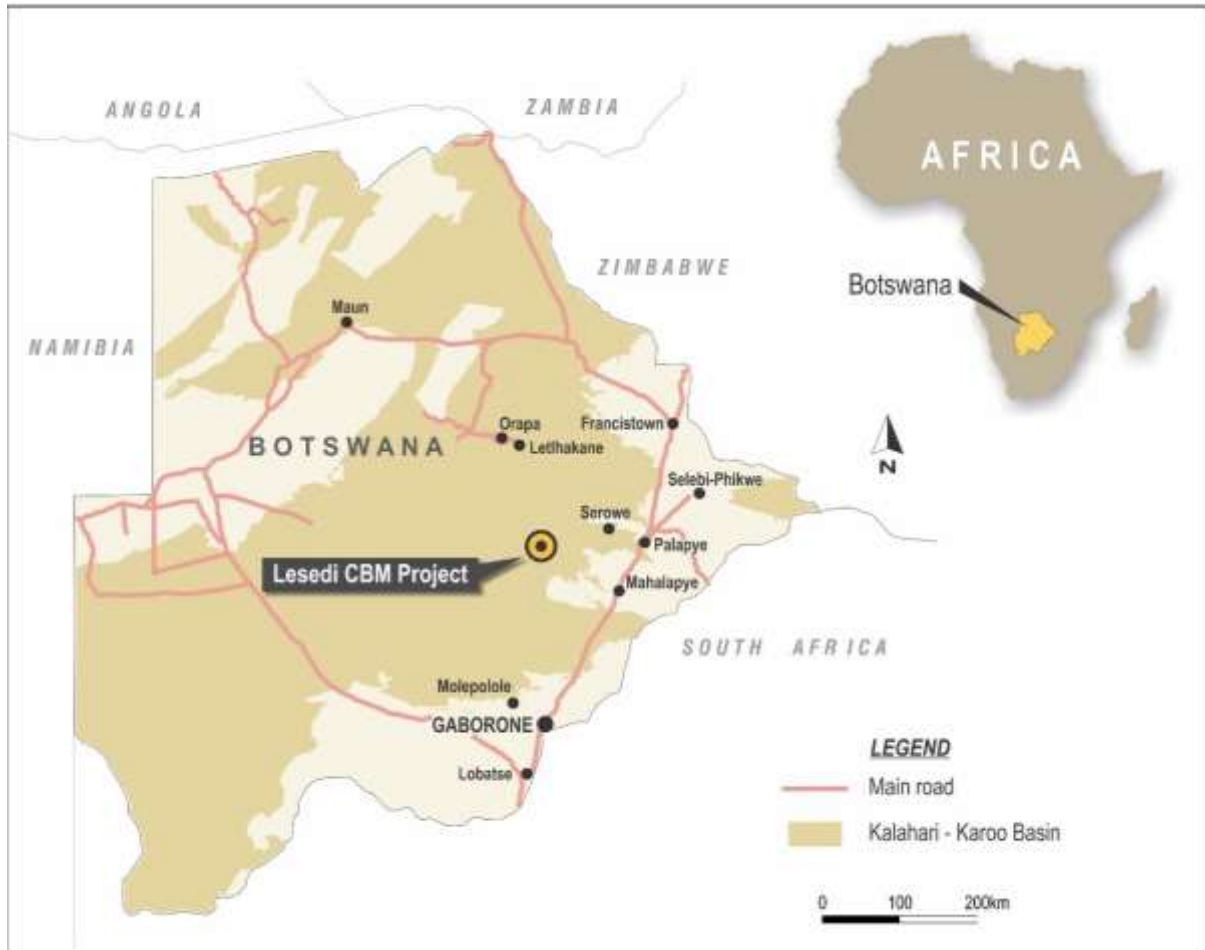 ANGOLA
ZAMBIA
AFRICA
ZIMBABWE
Botswana
Maun
NAMIBIA
Orapa
Francistown
BOTSWANA
Letlhakane
N
Selebi-Phikwe
Serowe
Palapye
Lesedi CBM Project
Mahalapye
SOUTH AFRICA
Molepolole
GABORONE
LEGEND
Lobatse
Main road
Kalahari - Karoo Basin
0 100 200km